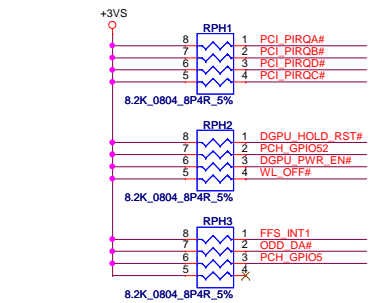 +3VS
RPH1
8 1 PCI_PIRQA#
7 2 PCI_PIRQB#
6 3 PCI_PIRQD#
5 4 PCI_PIRQC#
8.2K_0804_8P4R_5%
RPH2
8 1 DGPU_HOLD_RST#
7 2 PCH_GPIO52
6 3 DGPU_PWR_EN#
5 4 WL_OFF#
8.2K_0804_8P4R_5%
RPH3
8 1 FFS_INT1
7 2 ODD_DA#
6 3 PCH_GPIO5
5 4
8.2K_0804_8P4R_5%